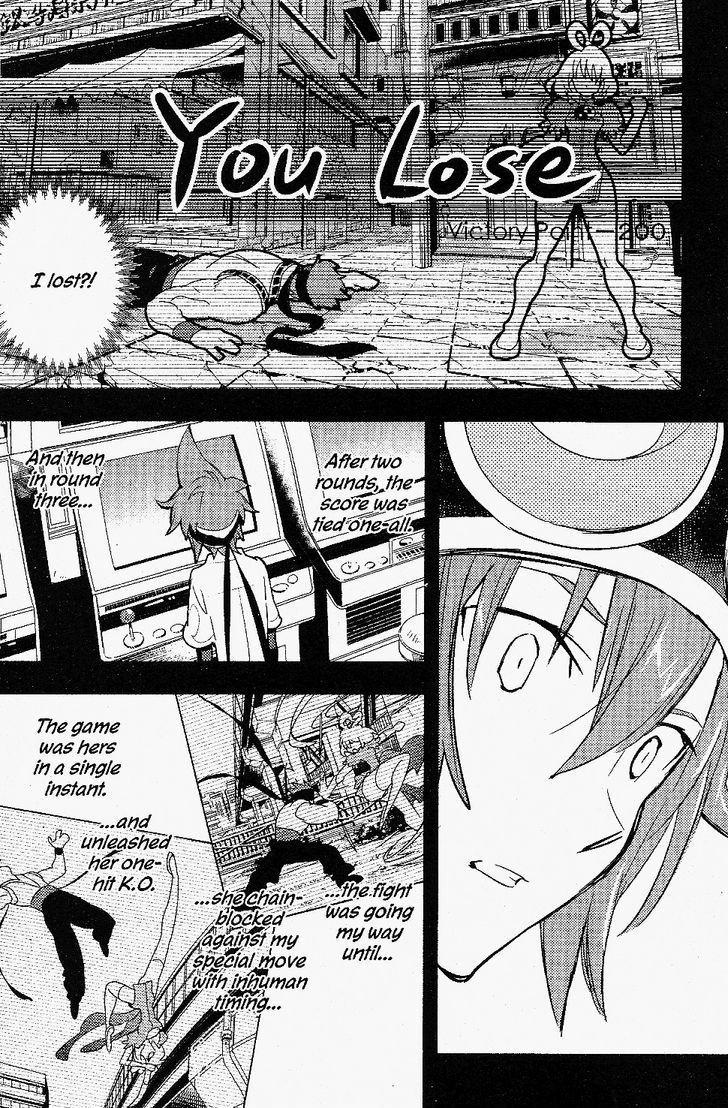 You Lose
Victory Point-200
I lost?!
After two
rounds, the
score was
tied one-all.
And then
in round
three...
...the fight
was going
my way
until...
...she chain-
blocked
against my
special move
with inhuman
timing...
...and
unleashed
her one-
hit K.O.
The game
was hers
in a single
instant.